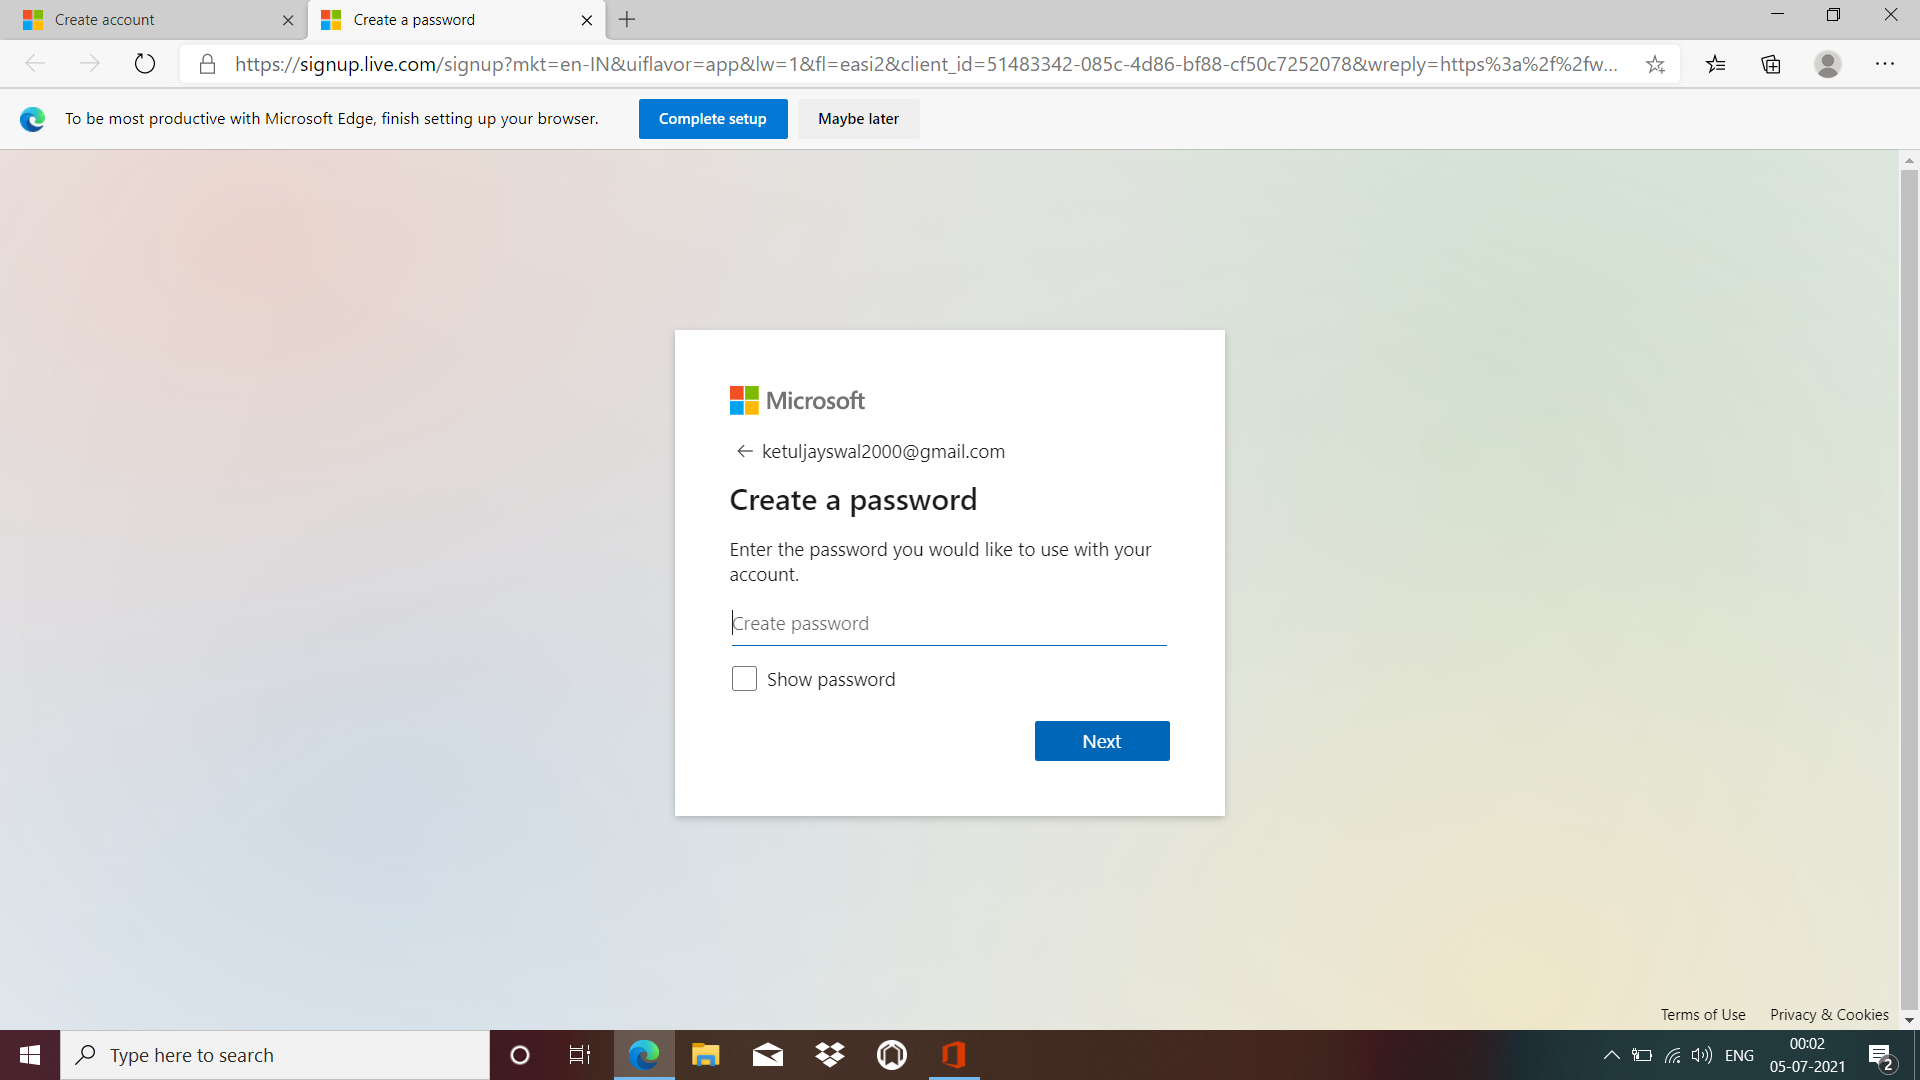 Create account
Create a password
https://signup.live.com/signup?mkt=en-IN&uiflavor=app&lw=1&fl=easi2&client_id=51483342-085c-4d86-bf88-cf50c7252078&wreply=https%3a%2f%2fw...
To be most productive with Microsoft Edge, finish setting up your browser.
Complete setup
Maybe later
Microsoft
ketuljayswal2000@gmail.com
Create a password
Enter the password you would like to use with your
account.
Create password
Show password
Next
Terms of Use
Privacy & Cookies
Type here to search
ENG
00:02
05-07-2021
2